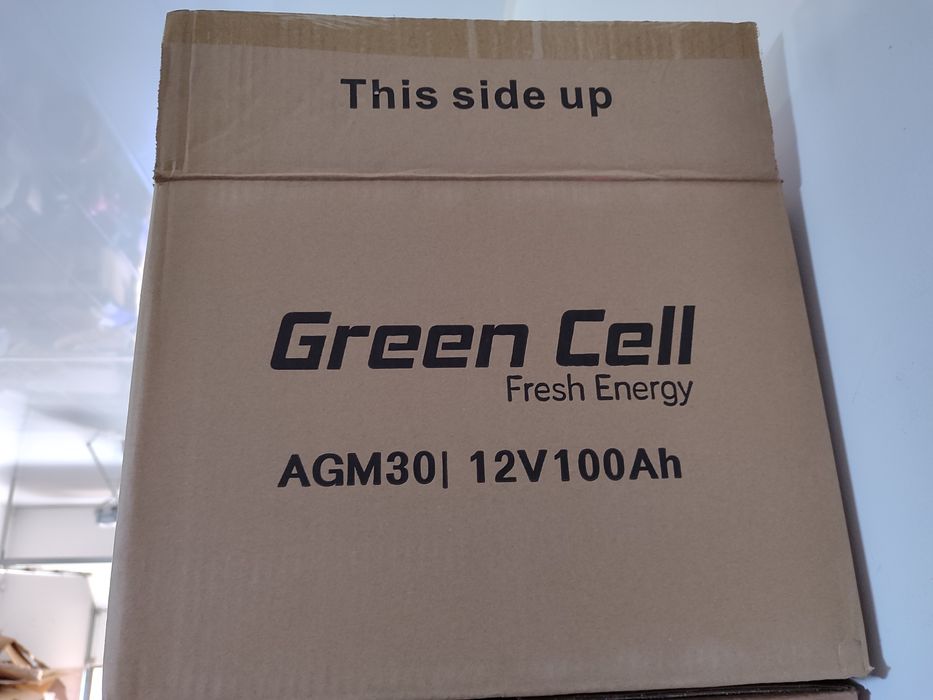 This side up
Green Cell
Fresh Energy
AGM30| 12V100Ah